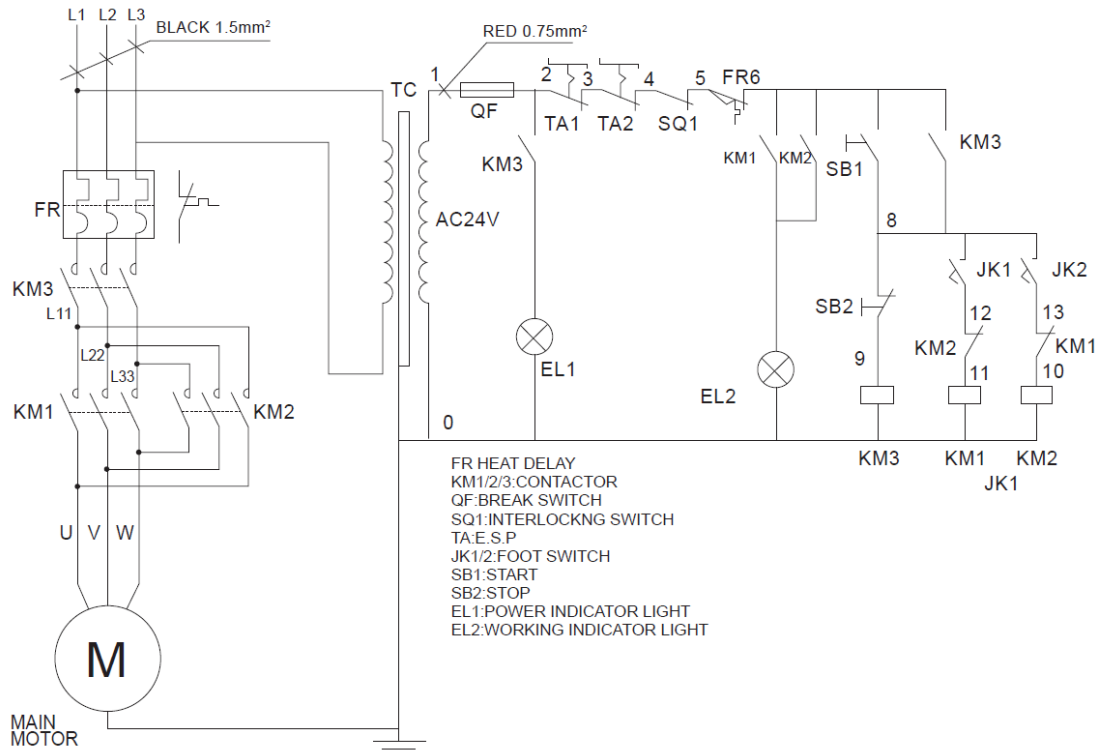 L1 L2 L3
BLACK 1.5mm²
RED 0.75mm²
TC
1
QF
2
3
4
5
FR6
TA1
TA2
SQ1
KM3
KM1
KM2
SB1
KM3
FR
AC24V
8
KM3
L11
JK1
JK2
SB2
12
13
L22
L33
KM2
KM1
EL1
9
11
10
KM1
KM2
EL2
0
KM3
KM1
KM2
JK1
FR HEAT DELAY
KM1/2/3:CONTACTOR
QF:BREAK SWITCH
SQ1:INTERLOCKNG SWITCH
TA:E.S.P
JK1/2:FOOT SWITCH
SB1:START
SB2:STOP
EL1:POWER INDICATOR LIGHT
EL2:WORKING INDICATOR LIGHT
U V W
M
MAIN
MOTOR